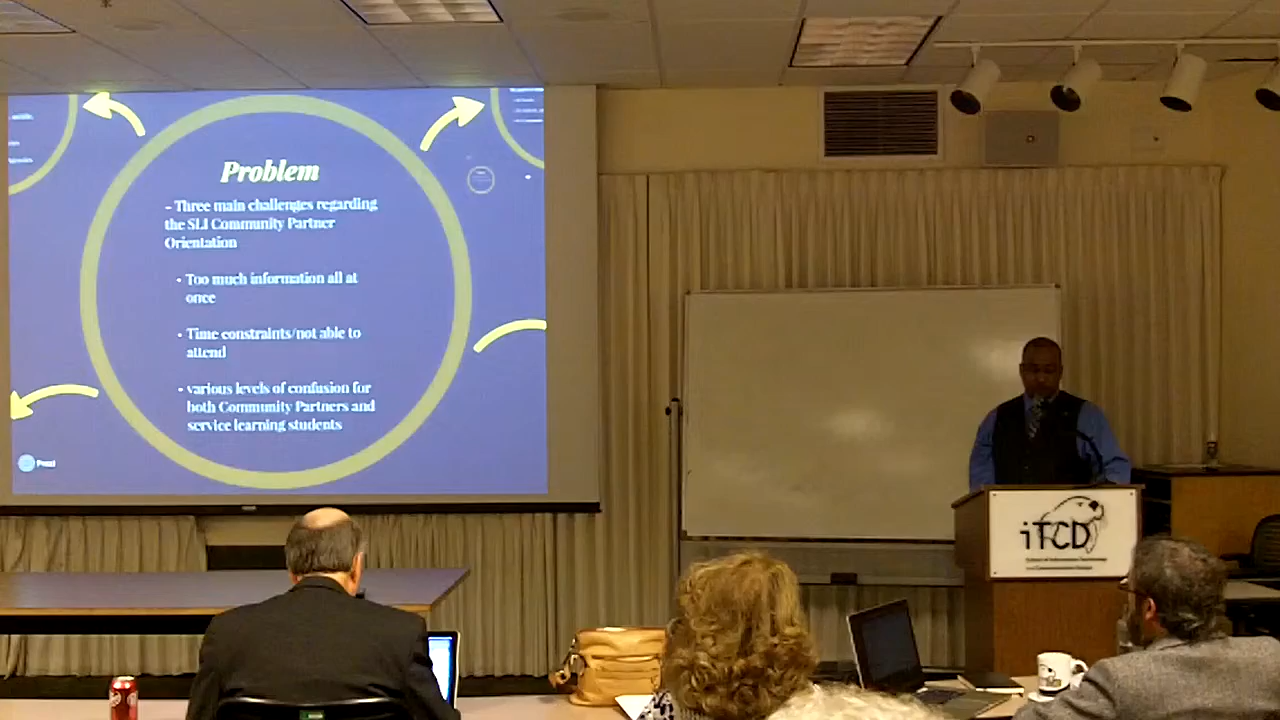 Problem
- Three main challenges regarding
the SLI Community Partner
Orientation
- Too much information all at
once
- Time constraints/not able to
attend
- various levels of confusion for
both Community Partners and
service learning students
Prezi
iTCD